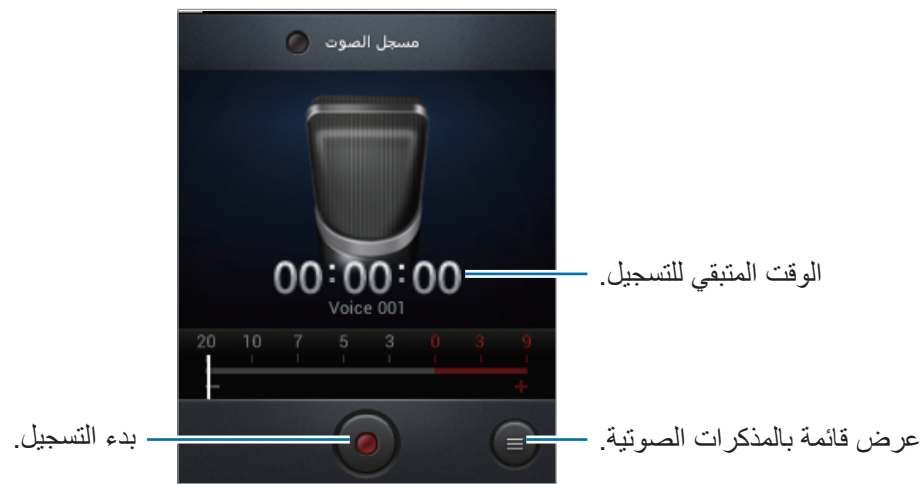 مسجل الصوت
00:00:00
الوقت المتبقي للتسجيل.
Voice 001
20 10 7 5 3 0 3 9
- +
عرض قائمة بالمذكرات الصوتية.
بدء التسجيل.